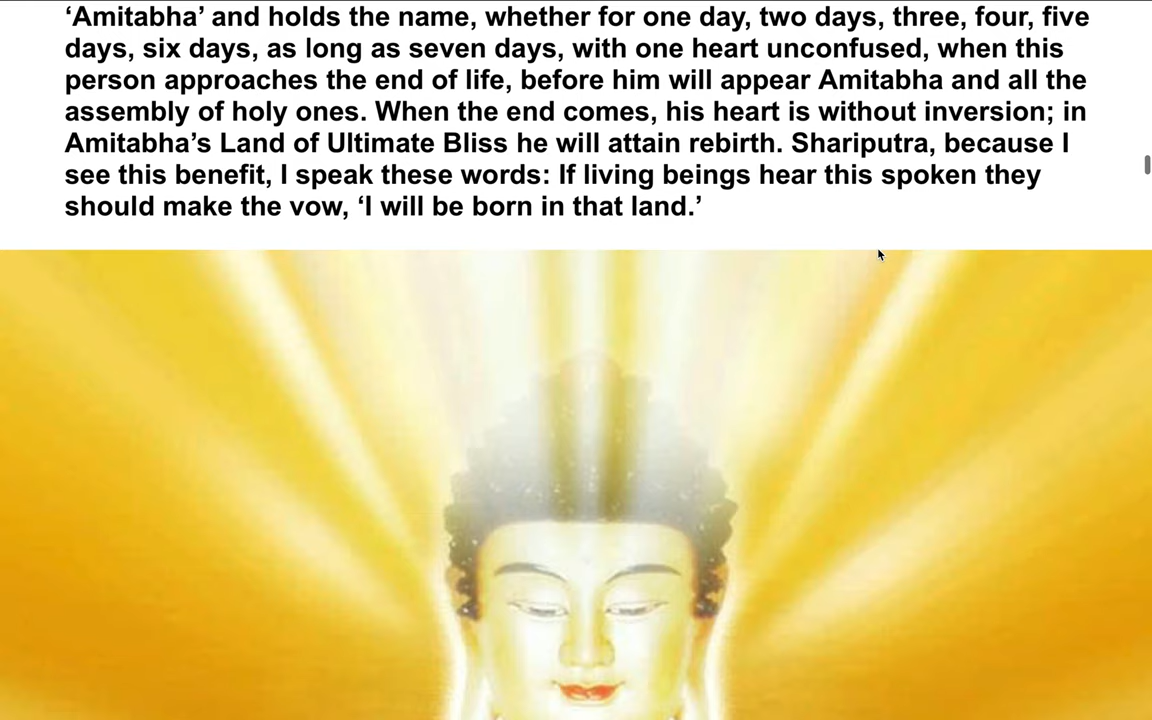 ‘Amitabha’ and holds the name, whether for one day, two days, three, four, five
days, six days, as long as seven days, with one heart unconfused, when this
person approaches the end of life, before him will appear Amitabha and all the
assembly of holy ones. When the end comes, his heart is without inversion; in
Amitabha’s Land of Ultimate Bliss he will attain rebirth. Shariputra, because I
see this benefit, I speak these words: If living beings hear this spoken they
should make the vow, ‘I will be born in that land.’